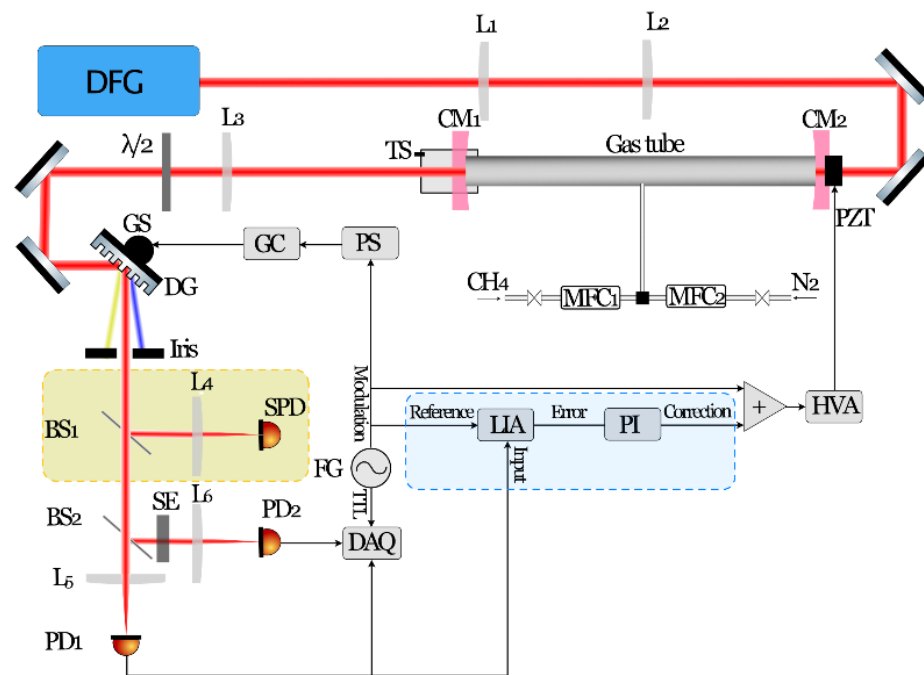 L1
L2
DFG
CM1
CM2
λ/2
L3
TS
Gas tube
PZT
GS
GC
PS
DG
CH4
MFC1
MFC2
N2
Iris
L4
SPD
BS1
Modulation
Reference
LIA
Error
PI
Correction
+
HVA
Input
FG
TTL
BS2
SE
L6
PD2
DAQ
L5
PD1